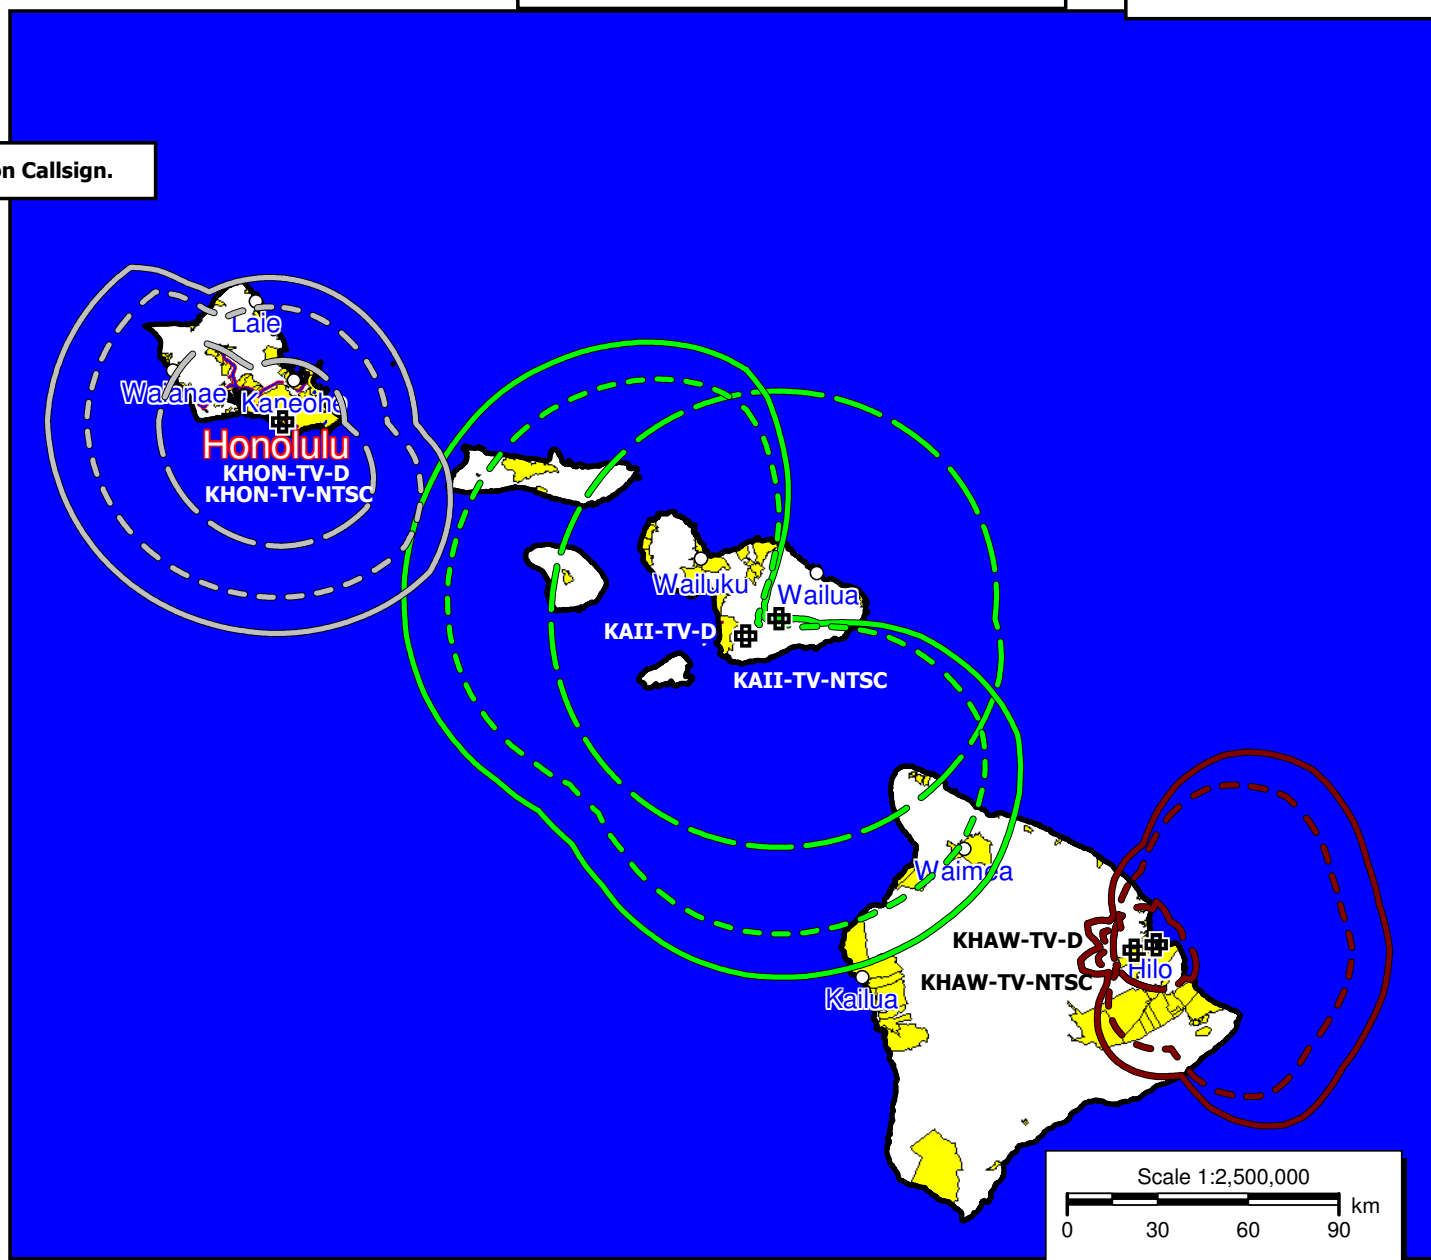 on Callsign.
Laie
Waianae
Kaneohe
Honolulu
KHON-TV-D
KHON-TV-NTSC
Wailuku
Wailua
KAII-TV-D
KAII-TV-NTSC
Waimea
KHAW-TV-D
Hilo
KHAW-TV-NTSC
Kailua
Scale 1:2,500,000
km
0 30 60 90